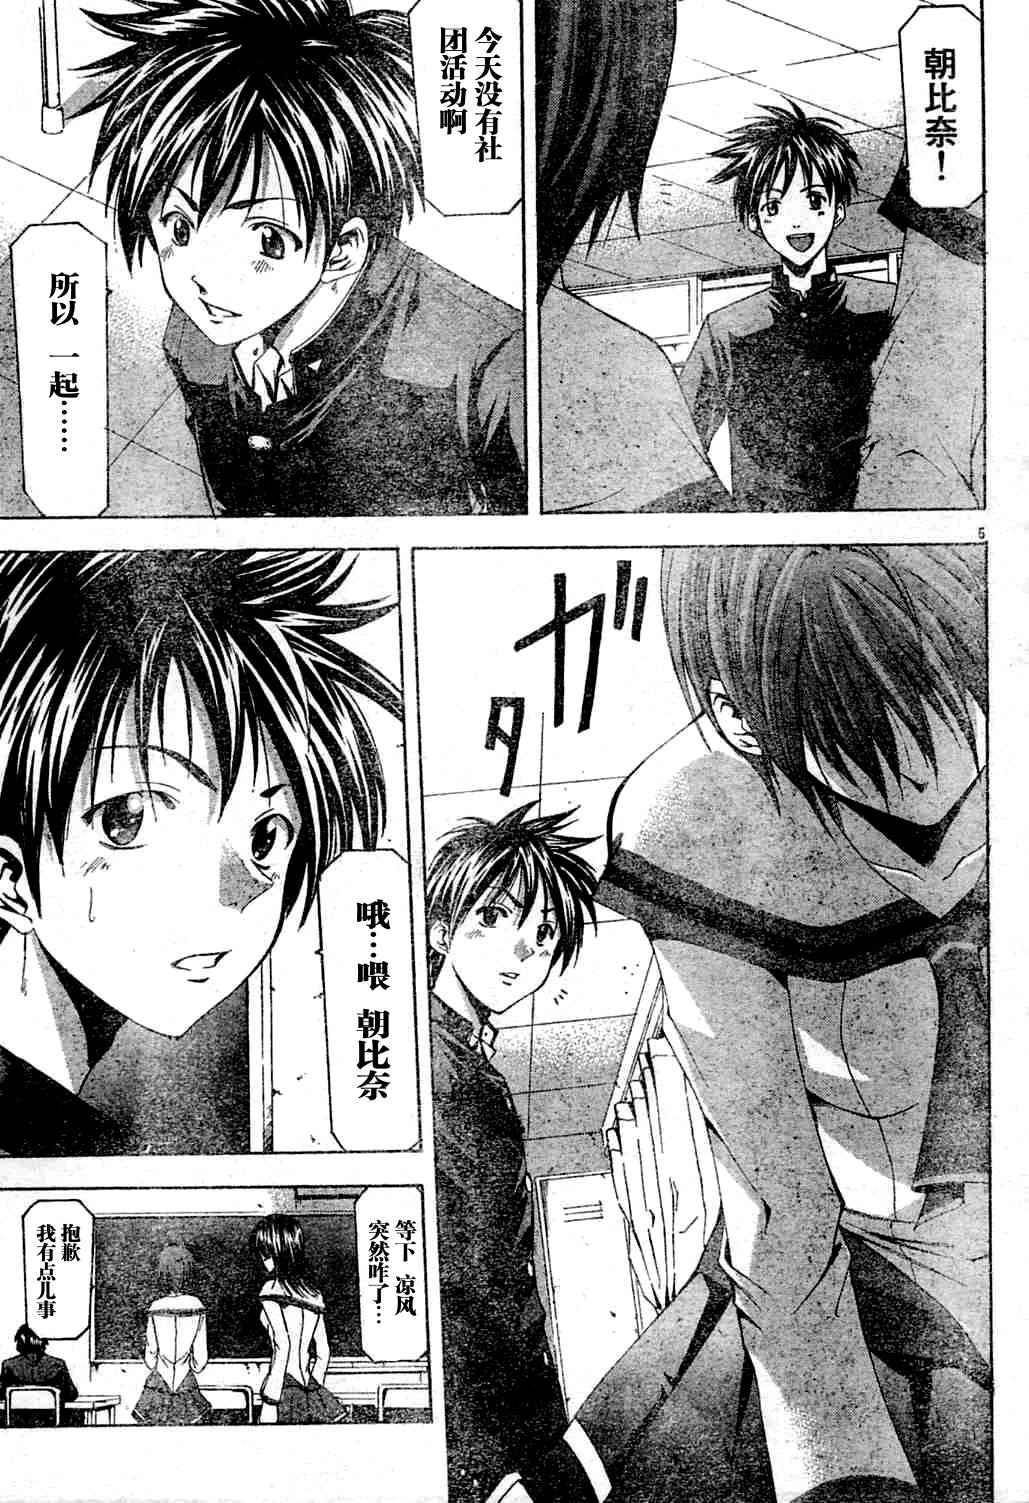 朝比奈！
今天没有社
团活动啊
所以 一起……
5
ガタッ
哦…喂 朝比奈
等下 凉风
突然咋了…
抱歉
我有点儿事